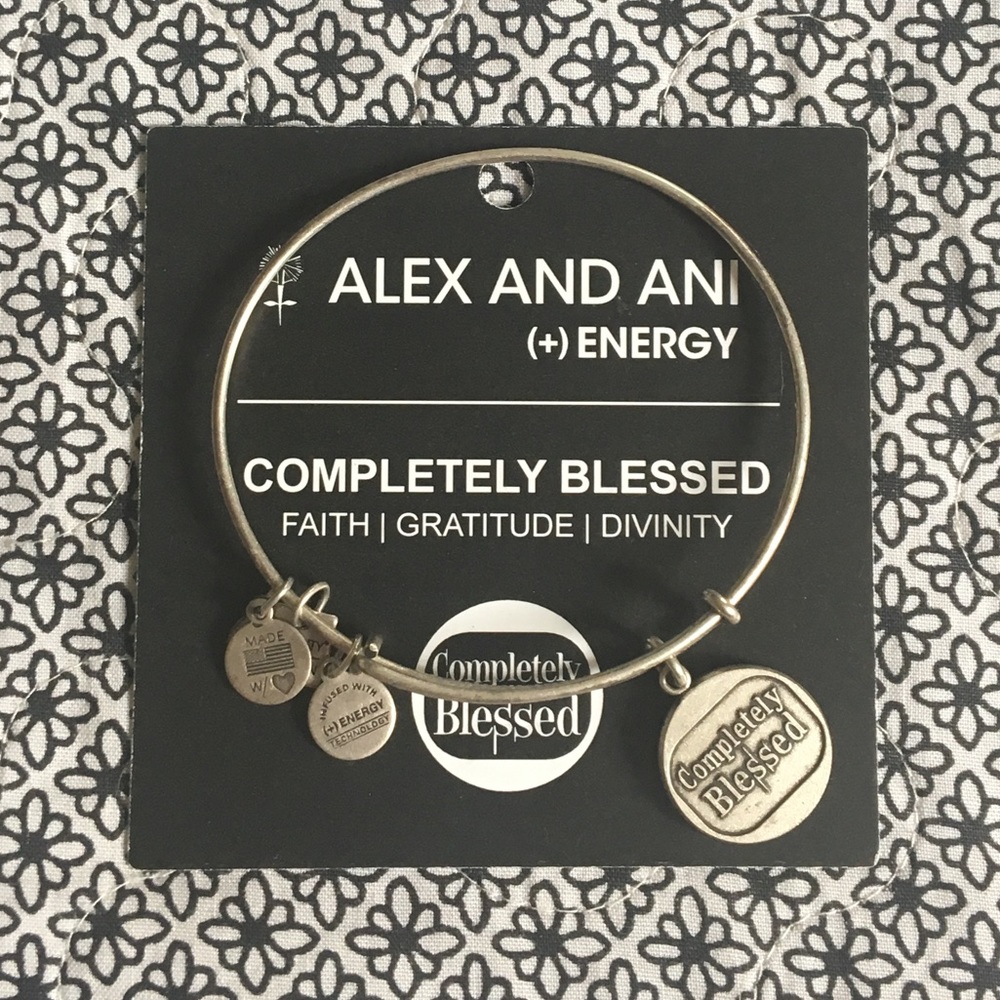 ALEX AND ANI
(+) ENERGY
COMPLETELY BLESSED
FAITH | GRATITUDE | DIVINITY
Completely
Blessed
MADE
W/
INFUSED WITH
(+) ENERGY
TECHNOLOGY
Completely
Blessed